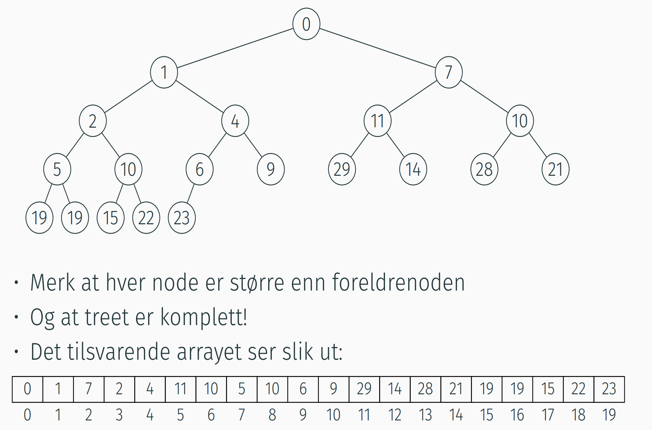 0
1 7
2 4 11 10
5 10 6 9 29 14 28 21
19 19 15 22 23
• Merk at hver node er større enn foreldrenoden
• Og at treet er komplett!
• Det tilsvarende arrayet ser slik ut:
0 1 7 2 4 11 10 5 10 6 9 29 14 28 21 19 19 15 22 23
0 1 2 3 4 5 6 7 8 9 10 11 12 13 14 15 16 17 18 19